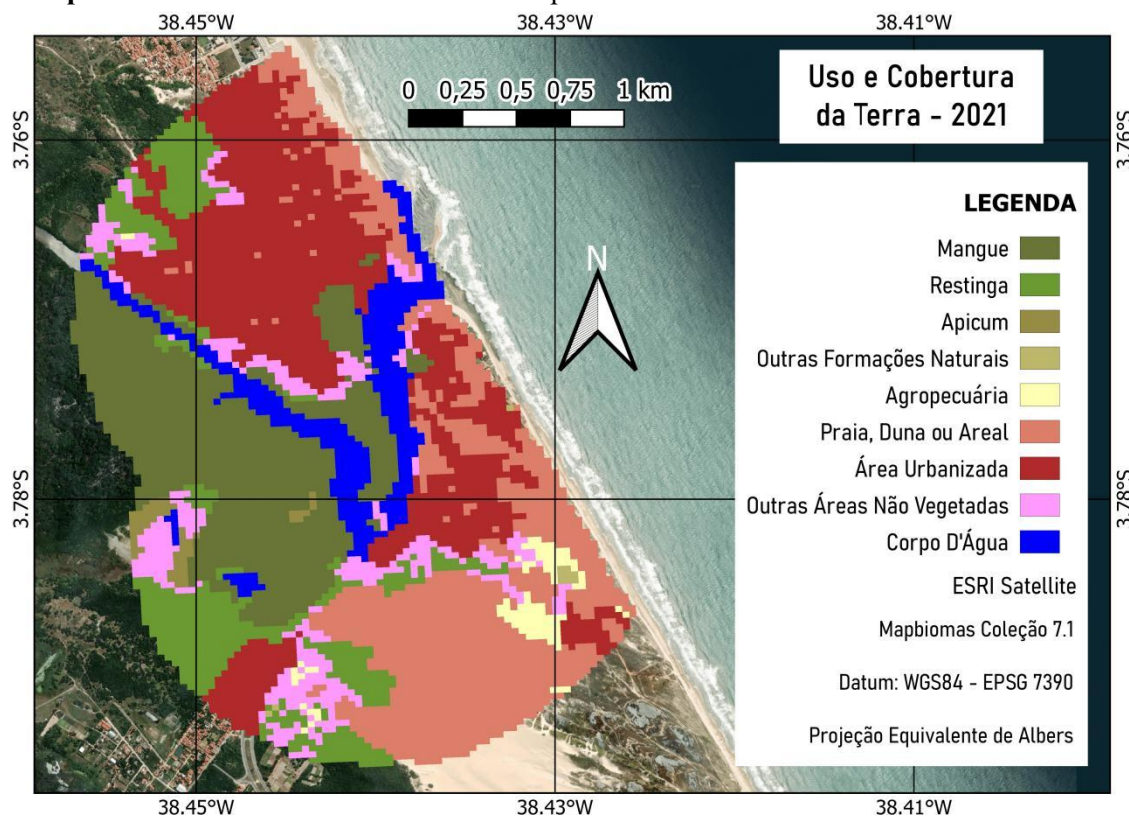 38.45°W 38.43°W 38.41°W
0 0,25 0,5 0,75 1 km
Uso e Cobertura
da Terra - 2021
3.76°S 3.76°S
LEGENDA
Mangue
Restinga
Apicum
Outras Formações Naturais
Agropecuária
Praia, Duna ou Areal
Área Urbanizada
Outras Áreas Não Vegetadas
Corpo D'Água
ESRI Satellite
Mapbiomas Coleção 7.1
Datum: WGS84 - EPSG 7390
Projeção Equivalente de Albers
N
3.78°S 3.78°S
38.45°W 38.43°W 38.41°W